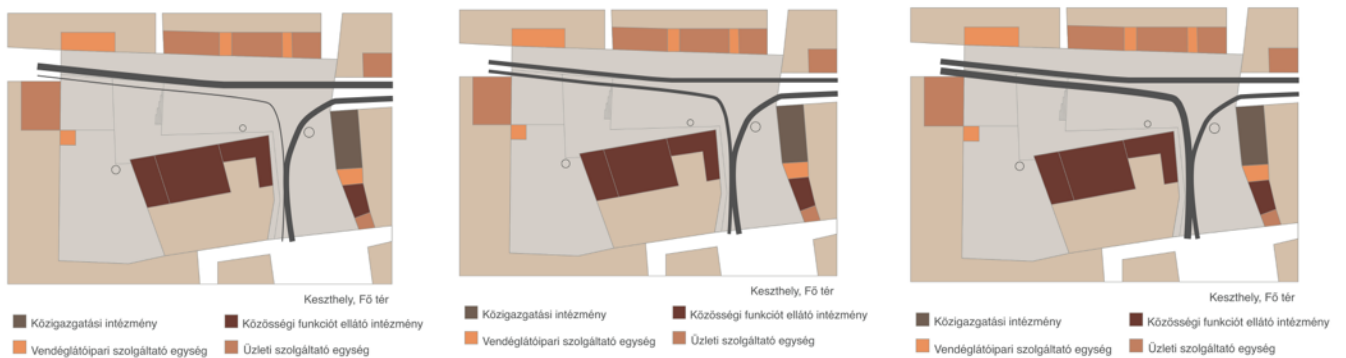 Keszthely, Fő tér
Közigazgatási intézmény
Közösségi funkciót ellátó intézmény
Vendéglátóipari szolgáltató egység
Üzleti szolgáltató egység
Keszthely, Fő tér
Közigazgatási intézmény
Közösségi funkciót ellátó intézmény
Vendéglátóipari szolgáltató egység
Üzleti szolgáltató egység
Keszthely, Fő tér
Közigazgatási intézmény
Közösségi funkciót ellátó intézmény
Vendéglátóipari szolgáltató egység
Üzleti szolgáltató egység